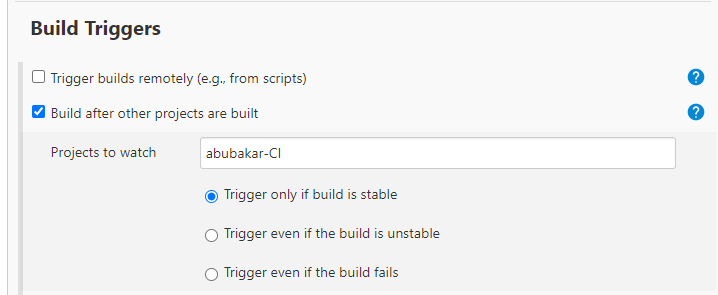 Build Triggers
Trigger builds remotely (e.g., from scripts)
?
Build after other projects are built
?
Projects to watch
abubakar-CI
Trigger only if build is stable
Trigger even if the build is unstable
Trigger even if the build fails